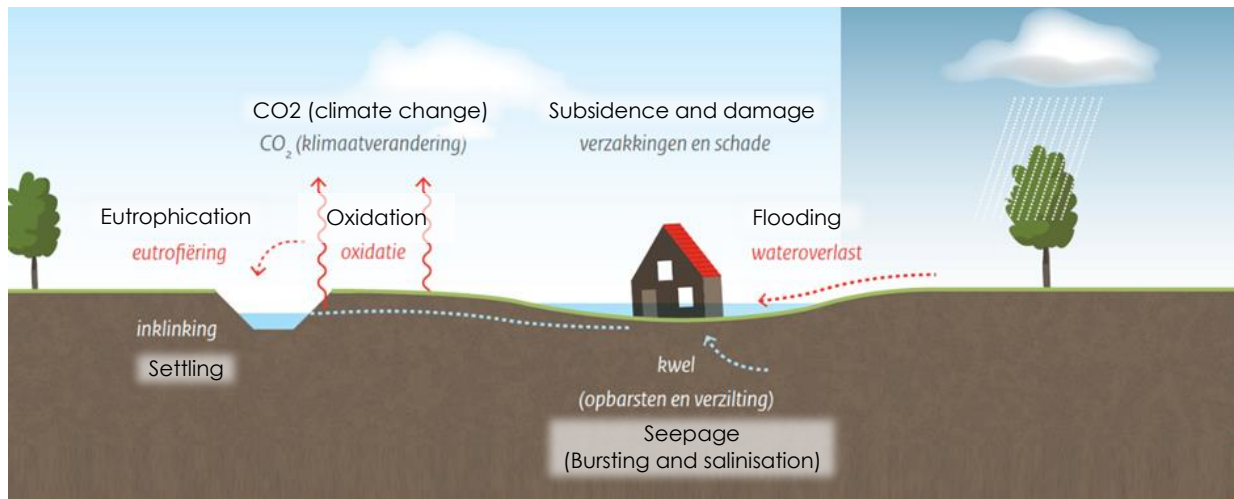 CO2 (climate change)
CO₂ (klimaatverandering)
Subsidence and damage
verzakkingen en schade
Eutrophication
eutrofiëring
Oxidation
oxidatie
Flooding
wateroverlast
inklinking
Settling
kwel
(opbarsten en verzilting)
Seepage
(Bursting and salinisation)